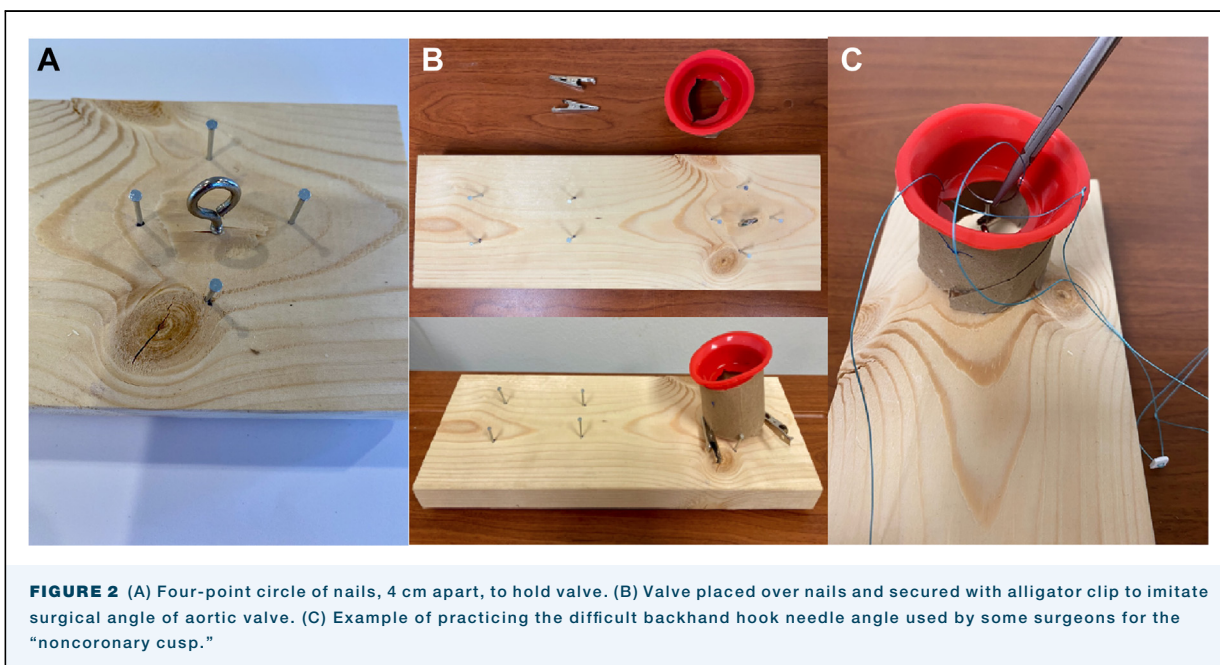 A
B
C
FIGURE 2 (A) Four-point circle of nails, 4 cm apart, to hold valve. (B) Valve placed over nails and secured with alligator clip to imitate
surgical angle of aortic valve. (C) Example of practicing the difficult backhand hook needle angle used by some surgeons for the
“noncoronary cusp.”